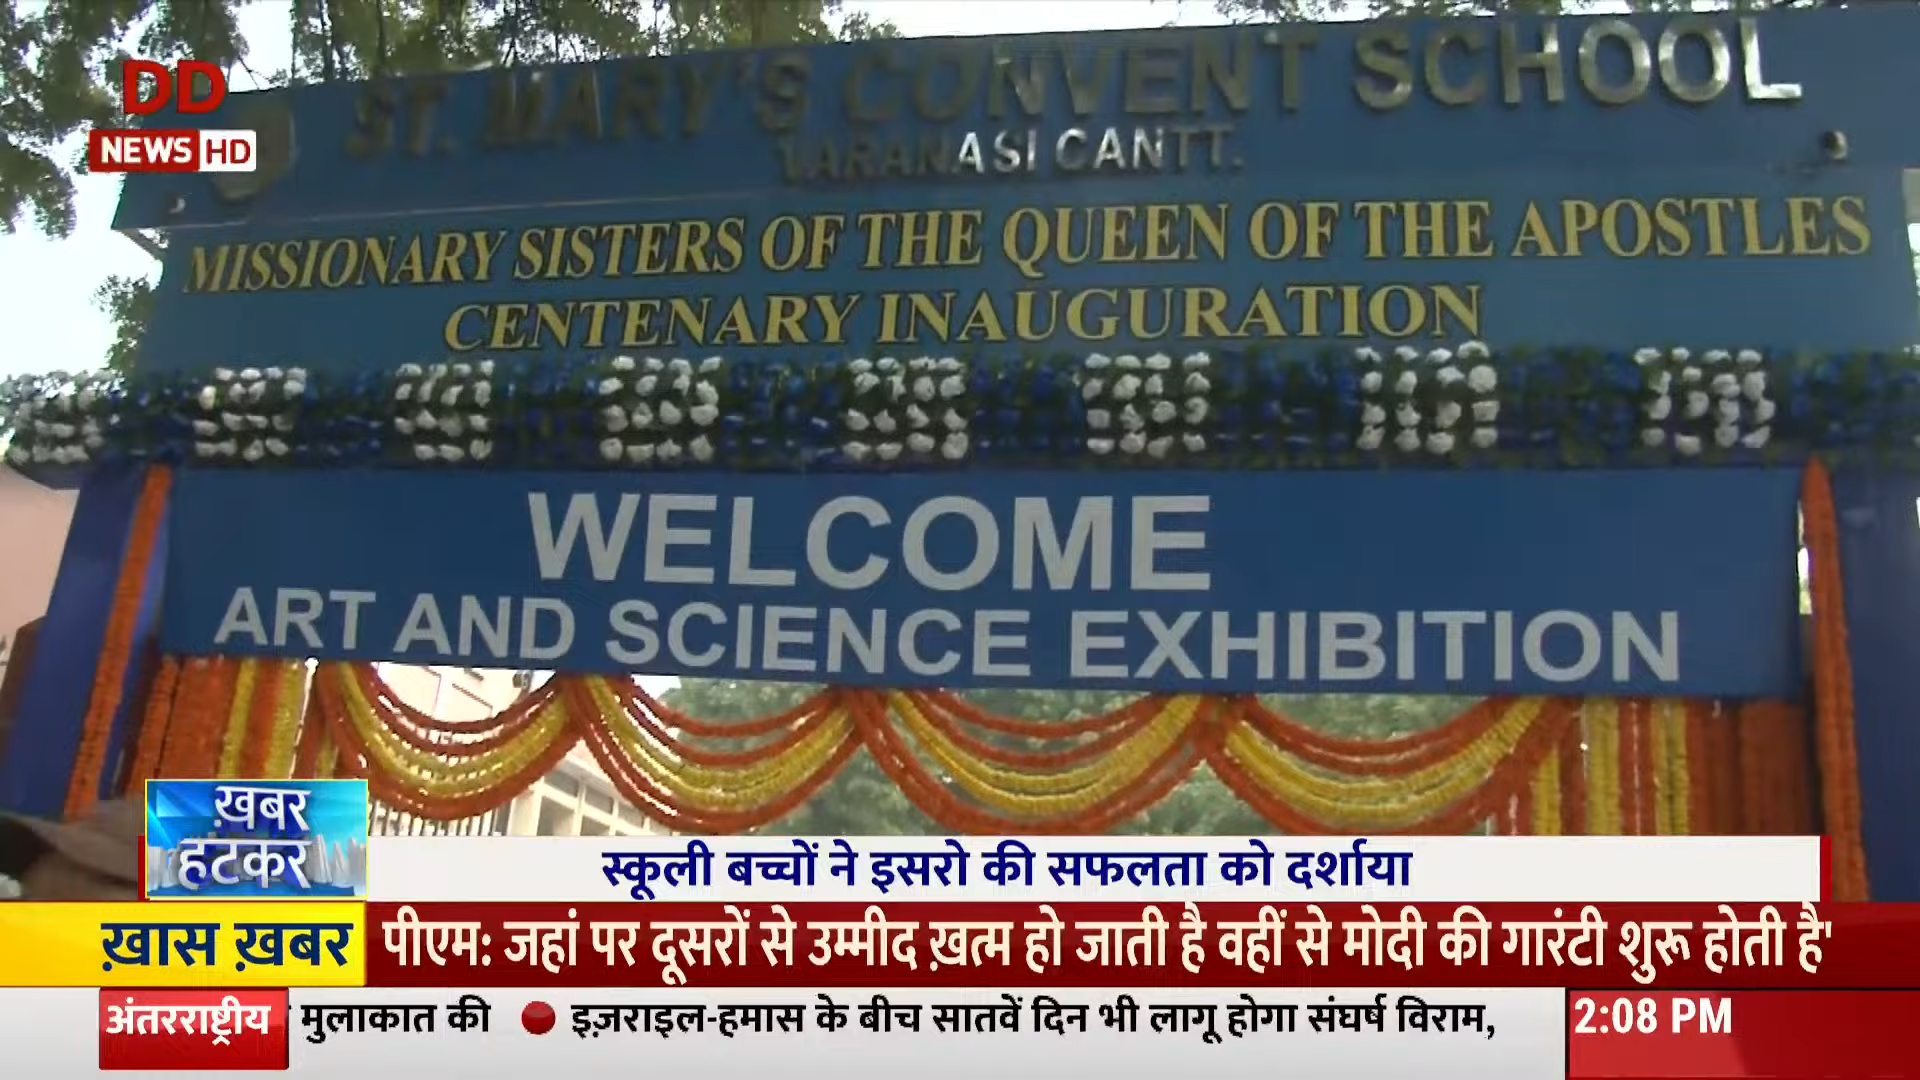 DD
NEWS HD
ST. MARY'S CONVENT SCHOOL
VARANASI CANTT.
MISSIONARY SISTERS OF THE QUEEN OF THE APOSTLES
CENTENARY INAUGURATION
WELCOME
ART AND SCIENCE EXHIBITION
ख़बर
हटकर
स्कूली बच्चों ने इसरो की सफलता को दर्शाया
ख़ास ख़बर
पीएम: जहां पर दूसरों से उम्मीद ख़त्म हो जाती है वहीं से मोदी की गारंटी शुरू होती है'
अंतरराष्ट्रीय
मुलाकात की ● इज़राइल-हमास के बीच सातवें दिन भी लागू होगा संघर्ष विराम,
2:08 PM